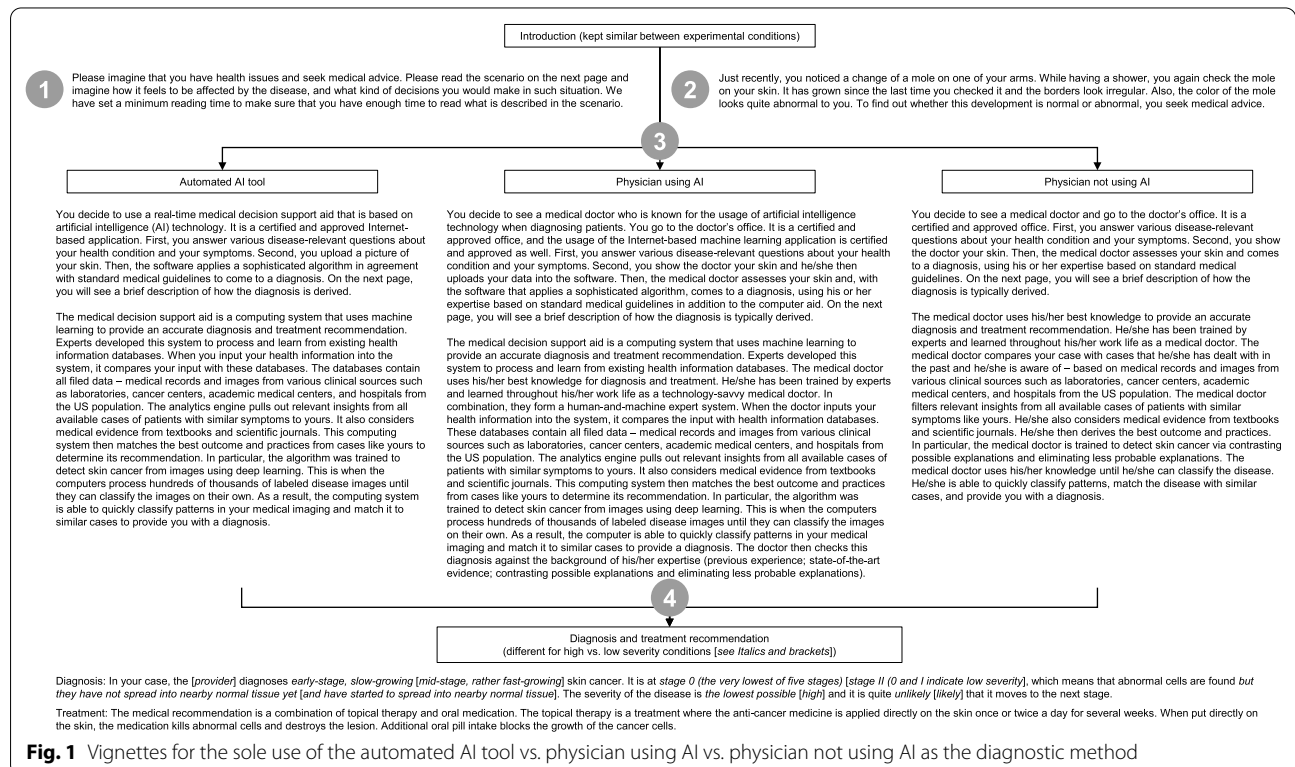 Introduction (kept similar between experimental conditions)
1
Please imagine that you have health issues and seek medical advice. Please read the scenario on the next page and
imagine how it feels to be affected by the disease, and what kind of decisions you would make in such situation. We
have set a minimum reading time to make sure that you have enough time to read what is described in the scenario.
2
Just recently, you noticed a change of a mole on one of your arms. While having a shower, you again check the mole
on your skin. It has grown since the last time you checked it and the borders look irregular. Also, the color of the mole
looks quite abnormal to you. To find out whether this development is normal or abnormal, you seek medical advice.
3
Automated AI tool
You decide to use a real-time medical decision support aid that is based on
artificial intelligence (AI) technology. It is a certified and approved Internet-
based application. First, you answer various disease-relevant questions about
your health condition and your symptoms. Second, you upload a picture of
your skin. Then, the software applies a sophisticated algorithm in agreement
with standard medical guidelines to come to a diagnosis. On the next page,
you will see a brief description of how the diagnosis is derived.
The medical decision support aid is a computing system that uses machine
learning to provide an accurate diagnosis and treatment recommendation.
Experts developed this system to process and learn from existing health
information databases. When you input your health information into the
system, it compares your input with these databases. The databases contain
all filed data – medical records and images from various clinical sources such
as laboratories, cancer centers, academic medical centers, and hospitals from
the US population. The analytics engine pulls out relevant insights from all
available cases of patients with similar symptoms to yours. It also considers
medical evidence from textbooks and scientific journals. This computing
system then matches the best outcome and practices from cases like yours to
determine its recommendation. In particular, the algorithm was trained to
detect skin cancer from images using deep learning. This is when the
computers process hundreds of thousands of labeled disease images until
they can classify the images on their own. As a result, the computing system
is able to quickly classify patterns in your medical imaging and match it to
similar cases to provide you with a diagnosis.
Physician using AI
You decide to see a medical doctor who is known for the usage of artificial intelligence
technology when diagnosing patients. You go to the doctor's office. It is a certified and
approved office, and the usage of the Internet-based machine learning application is certified
and approved as well. First, you answer various disease-relevant questions about your health
condition and your symptoms. Second, you show the doctor your skin and he/she then
uploads your data into the software. Then, the medical doctor assesses your skin and, with
the software that applies a sophisticated algorithm, comes to a diagnosis, using his or her
expertise based on standard medical guidelines in addition to the computer aid. On the next
page, you will see a brief description of how the diagnosis is typically derived.
The medical decision support aid is a computing system that uses machine learning to
provide an accurate diagnosis and treatment recommendation. Experts developed this
system to process and learn from existing health information databases. The medical doctor
uses his/her best knowledge for diagnosis and treatment. He/she has been trained by experts
and learned throughout his/her work life as a technology-savvy medical doctor. In
combination, they form a human-and-machine expert system. When the doctor inputs your
health information into the system, it compares the input with health information databases.
These databases contain all filed data – medical records and images from various clinical
sources such as laboratories, cancer centers, academic medical centers, and hospitals from
the US population. The analytics engine pulls out relevant insights from all available cases of
patients with similar symptoms to yours. It also considers medical evidence from textbooks
and scientific journals. This computing system then matches the best outcome and practices
from cases like yours to determine its recommendation. In particular, the algorithm was
trained to detect skin cancer from images using deep learning. This is when the computers
process hundreds of thousands of labeled disease images until they can classify the images
on their own. As a result, the computer is able to quickly classify patterns in your medical
imaging and match it to similar cases to provide a diagnosis. The doctor then checks this
diagnosis against the background of his/her expertise (previous experience; state-of-the-art
evidence; contrasting possible explanations and eliminating less probable explanations).
Physician not using AI
You decide to see a medical doctor and go to the doctor's office. It is a
certified and approved office. First, you answer various disease-relevant
questions about your health condition and your symptoms. Second, you show
the doctor your skin. Then, the medical doctor assesses your skin and comes
to a diagnosis, using his or her expertise based on standard medical
guidelines. On the next page, you will see a brief description of how the
diagnosis is typically derived.
The medical doctor uses his/her best knowledge to provide an accurate
diagnosis and treatment recommendation. He/she has been trained by
experts and learned throughout his/her work life as a medical doctor. The
medical doctor compares your case with cases that he/she has dealt with in
the past and he/she is aware of – based on medical records and images from
various clinical sources such as laboratories, cancer centers, academic
medical centers, and hospitals from the US population. The medical doctor
filters relevant insights from all available cases of patients with similar
symptoms like yours. He/she also considers medical evidence from textbooks
and scientific journals. He/she then derives the best outcome and practices.
In particular, the medical doctor is trained to detect skin cancer via contrasting
possible explanations and eliminating less probable explanations. The
medical doctor uses his/her knowledge until he/she can classify the disease.
He/she is able to quickly classify patterns, match the disease with similar
cases, and provide you with a diagnosis.
4
Diagnosis and treatment recommendation
(different for high vs. low severity conditions [see Italics and brackets])
Diagnosis: In your case, the [provider] diagnoses early-stage, slow-growing [mid-stage, rather fast-growing] skin cancer. It is at stage 0 (the very lowest of five stages) [stage II (0 and I indicate low severity], which means that abnormal cells are found but
they have not spread into nearby normal tissue yet [and have started to spread into nearby normal tissue]. The severity of the disease is the lowest possible [high] and it is quite unlikely [likely] that it moves to the next stage.
Treatment: The medical recommendation is a combination of topical therapy and oral medication. The topical therapy is a treatment where the anti-cancer medicine is applied directly on the skin once or twice a day for several weeks. When put directly on
the skin, the medication kills abnormal cells and destroys the lesion. Additional oral pill intake blocks the growth of the cancer cells.
Fig. 1 Vignettes for the sole use of the automated AI tool vs. physician using AI vs. physician not using AI as the diagnostic method